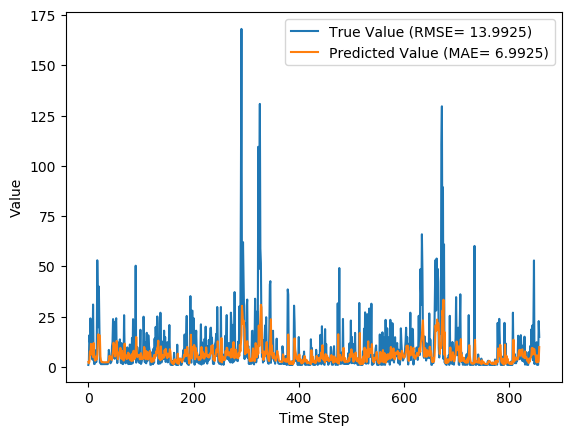 175
150
125
100
75
50
25
0
Value
True Value (RMSE= 13.9925)
Predicted Value (MAE= 6.9925)
0 200 400 600 800
Time Step